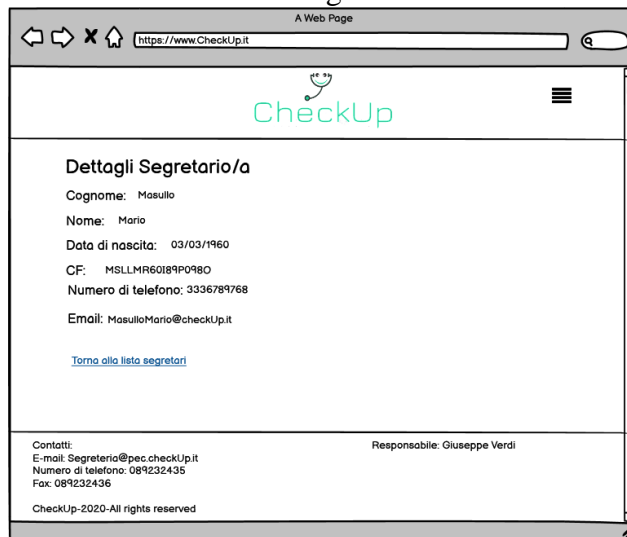 A Web Page
https://www.CheckUp.it
CheckUp
Dettagli Segretario/a
Cognome: Masullo
Nome: Mario
Data di nascita: 03/03/1960
CF: MSLLMR60I89P098O
Numero di telefono: 3336789768
Email: MasulloMario@checkUp.it
Torna alla lista segretari
Contatti:
Responsabile: Giuseppe Verdi
E-mail: Segreteria@pec.checkUp.it
Numero di telefono: 089232435
Fax: 089232436
CheckUp-2020-All rights reserved